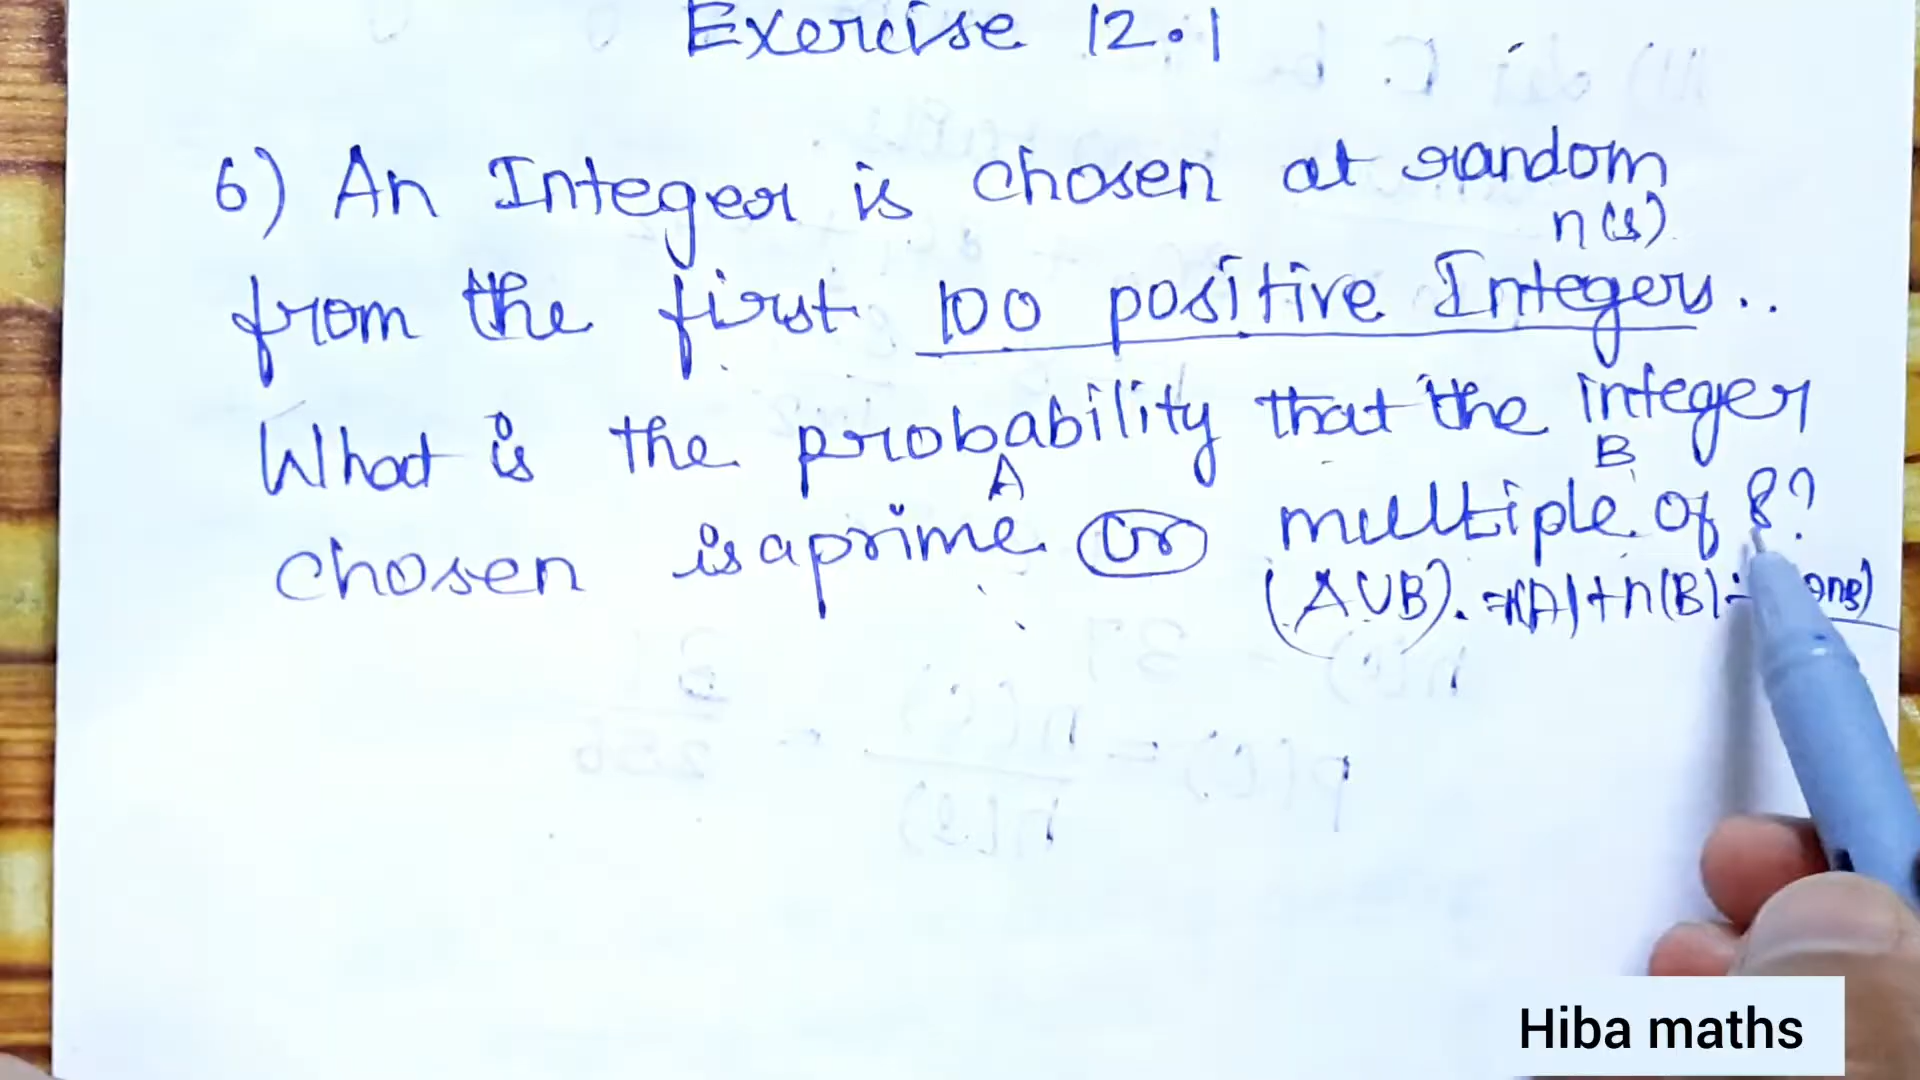 Exercise 12.1
6) An Integer is chosen at random
n(s)
from the first 100 positive Integers..
What is the probability that the integer
A B
chosen is a prime or multiple of 8?
(A∪B). = n(A)+n(B)-
Hiba maths